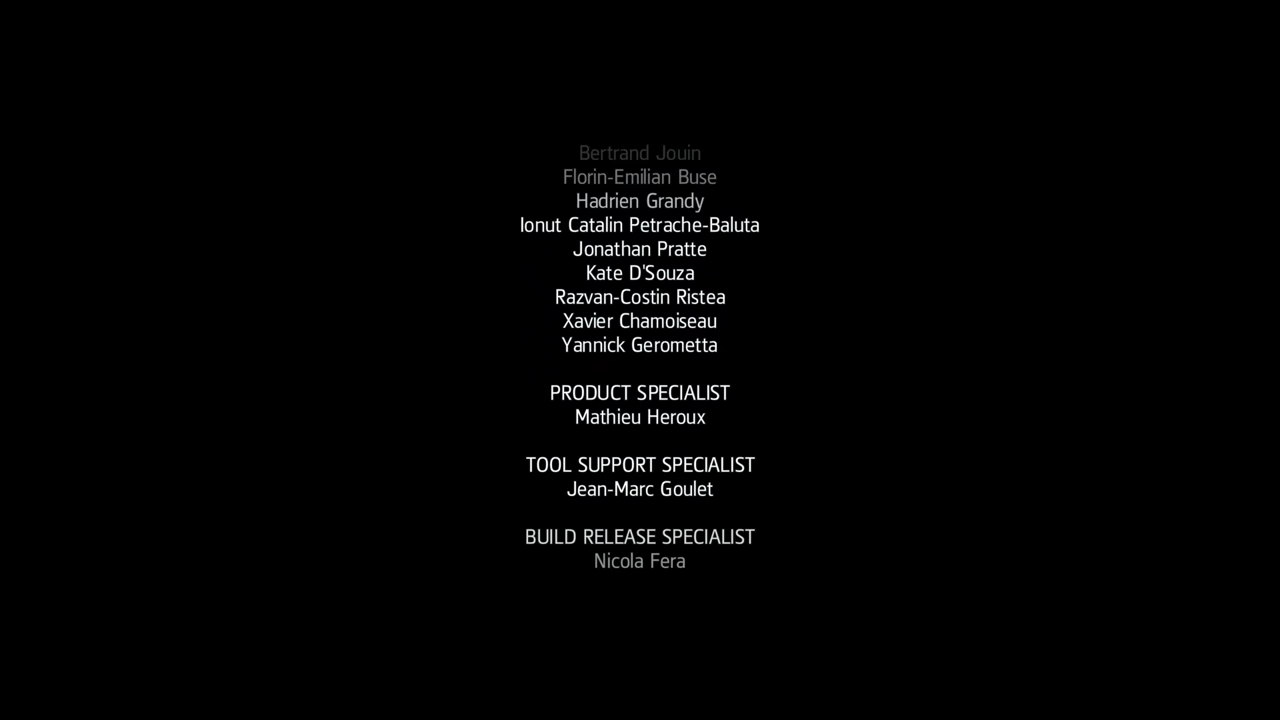 Bertrand Jouin
Florin-Emilian Buse
Hadrien Grandy
Ionut Catalin Petrache-Baluta
Jonathan Pratte
Kate D'Souza
Razvan-Costin Ristea
Xavier Chamoiseau
Yannick Gerometta
PRODUCT SPECIALIST
Mathieu Heroux
TOOL SUPPORT SPECIALIST
Jean-Marc Goulet
BUILD RELEASE SPECIALIST
Nicola Fera